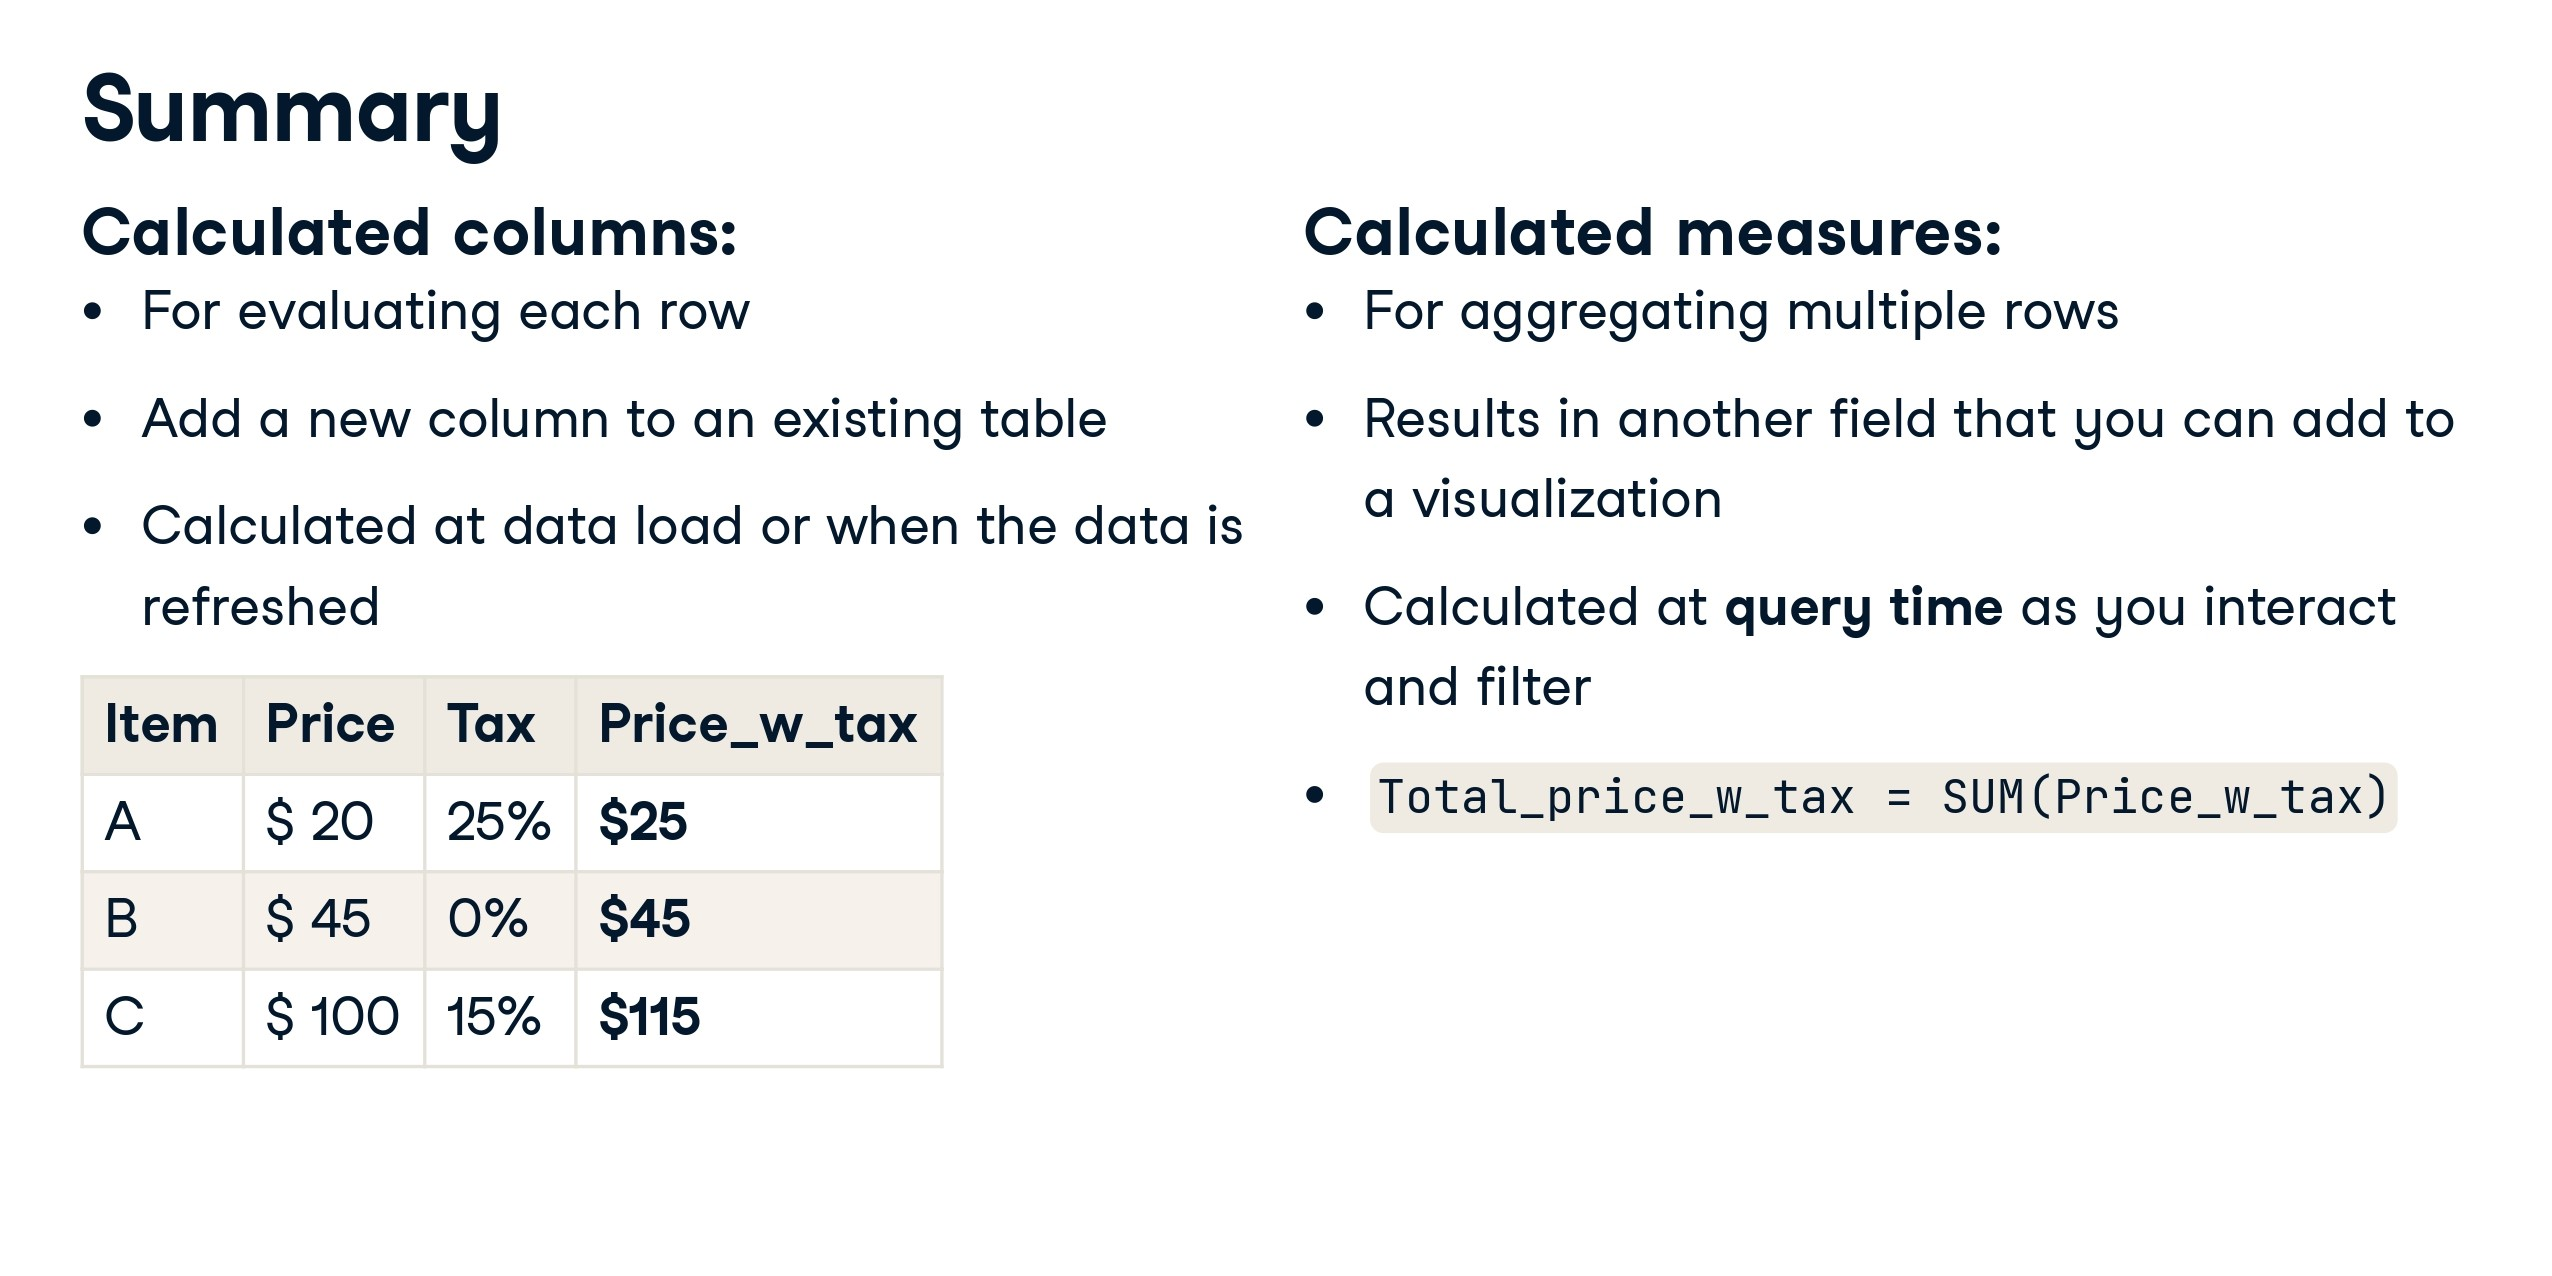 Summary
Calculated columns:
• For evaluating each row
• Add a new column to an existing table
• Calculated at data load or when the data is
refreshed
Item Price Tax Price_w_tax
A $ 20 25% $25
B $ 45 0% $45
C $ 100 15% $115
Calculated measures:
• For aggregating multiple rows
• Results in another field that you can add to
a visualization
• Calculated at query time as you interact
and filter
• Total_price_w_tax = SUM(Price_w_tax)